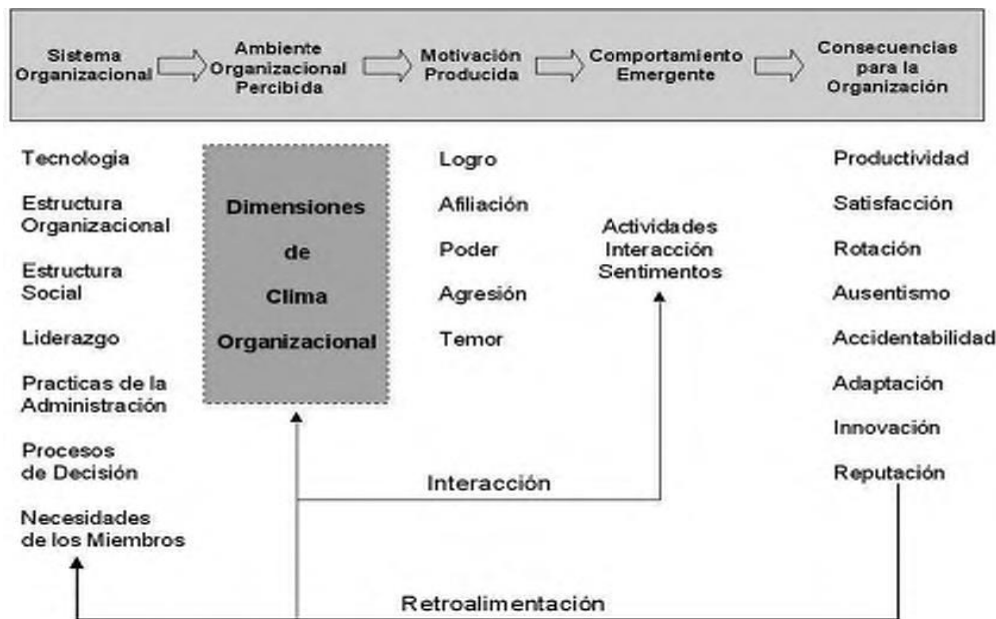 Sistema
Organizacional
Ambiente
Organizacional
Percibida
Motivación
Producida
Comportamiento
Emergente
Consecuencias
para la
Organización
Tecnologia
Estructura
Organizacional
Estructura
Social
Liderazgo
Practicas de la
Administración
Procesos
de Decisión
Necesidades
de los Miembros
Dimensiones
de
Clima
Organizacional
Logro
Afiliación
Poder
Agresión
Temor
Actividades
Interacción
Sentimentos
Productividad
Satisfacción
Rotación
Ausentismo
Accidentabilidad
Adaptación
Innovación
Reputación
Interacción
Retroalimentación